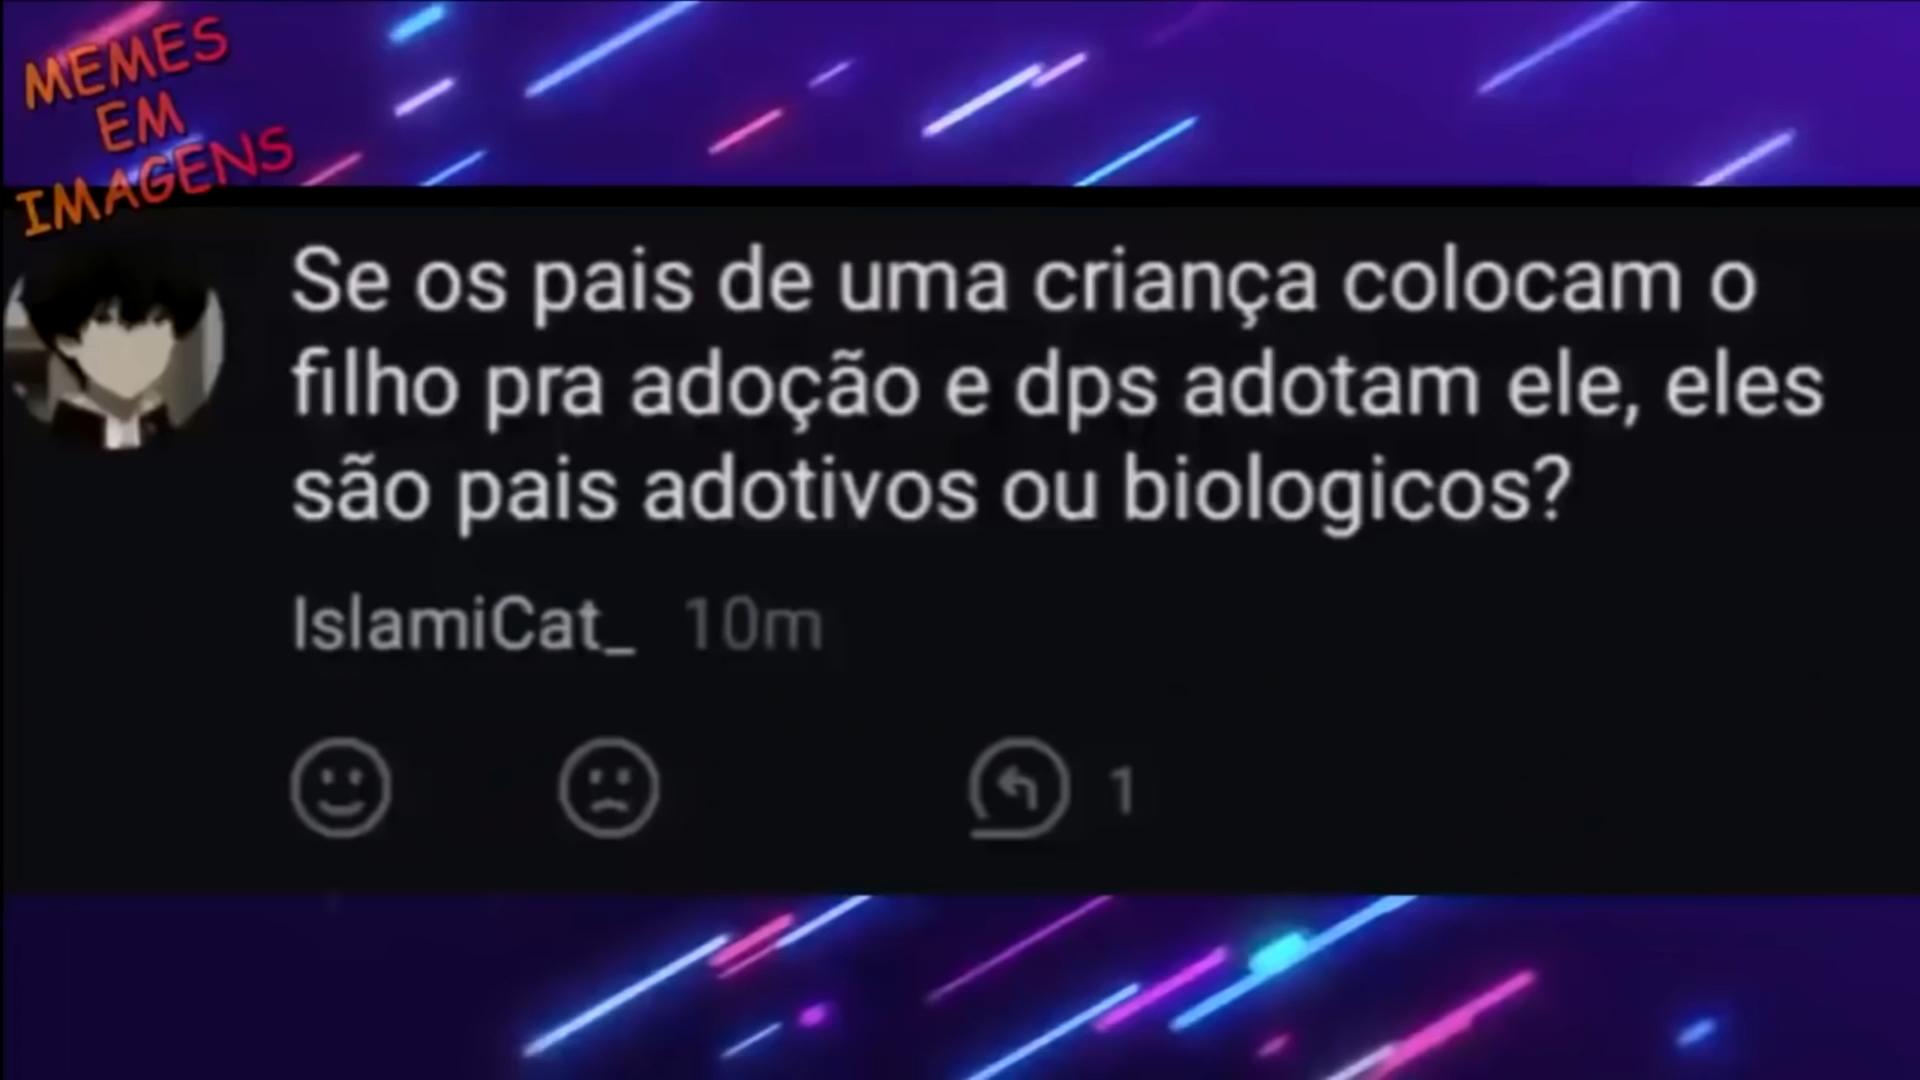 MEMES
EM
IMAGENS
Se os pais de uma criança colocam o
filho pra adoção e dps adotam ele, eles
são pais adotivos ou biologicos?
IslamiCat_ 10m
1